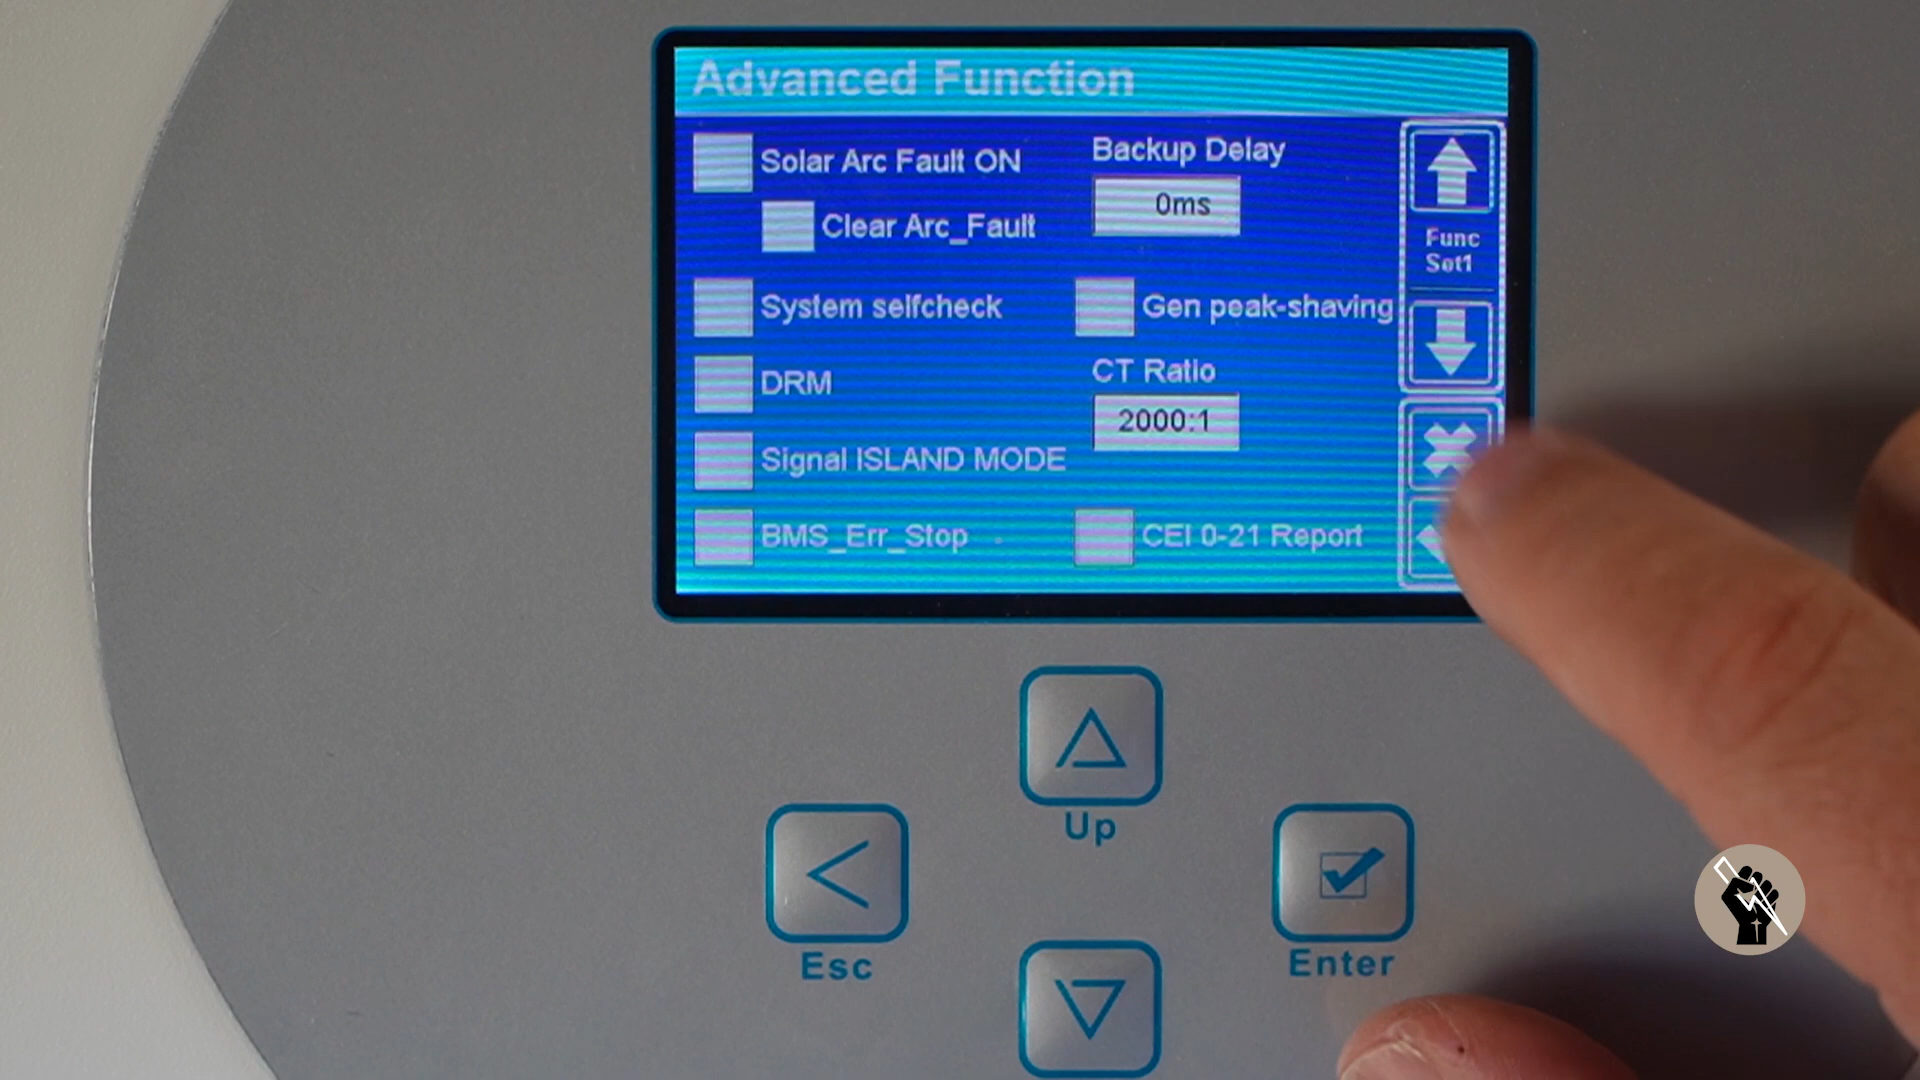 Advanced Function
Solar Arc Fault ON
Backup Delay
0ms
Clear Arc_Fault
Func
Set1
System selfcheck
Gen peak-shaving
DRM
CT Ratio
2000:1
Signal ISLAND MODE
BMS_Err_Stop
CEI 0-21 Report
Up
Esc
Enter